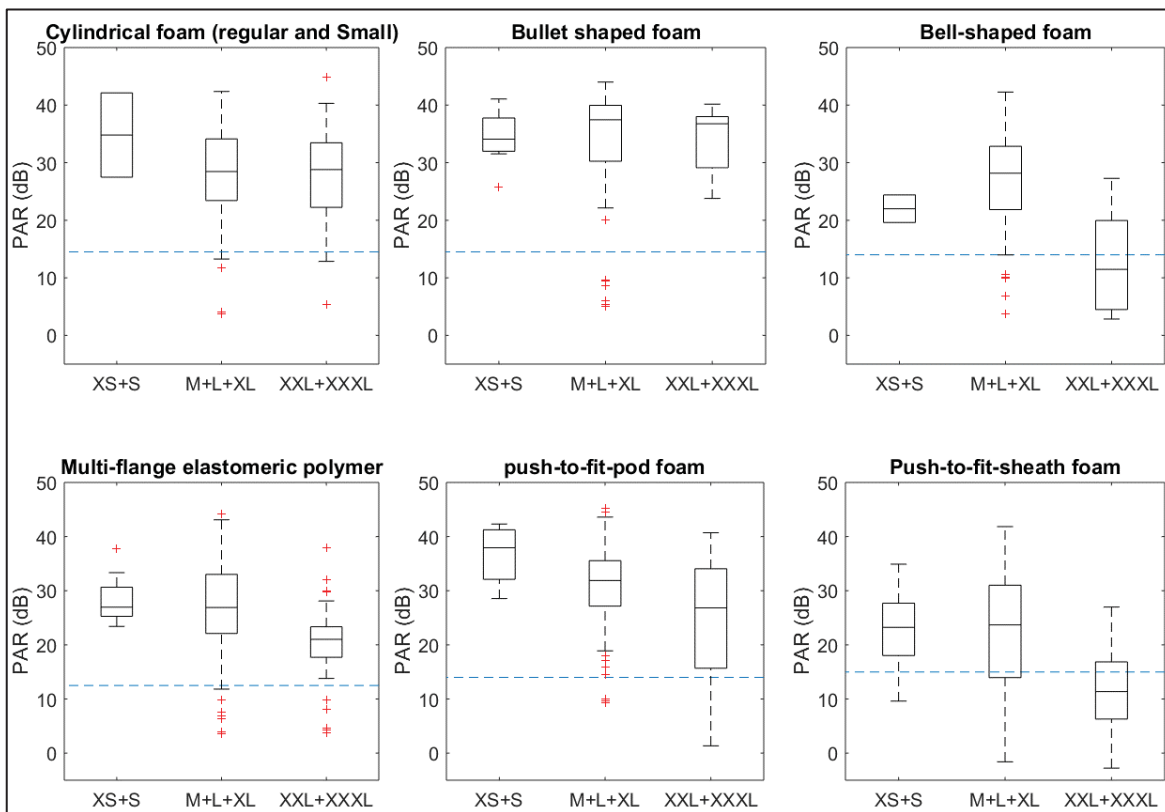 Cylindrical foam (regular and Small)
Bullet shaped foam
Bell-shaped foam
PAR (dB)
50
40
30
20
10
0
XS+S
M+L+XL
XXL+XXXL
PAR (dB)
50
40
30
20
10
0
XS+S
M+L+XL
XXL+XXXL
PAR (dB)
50
40
30
20
10
0
XS+S
M+L+XL
XXL+XXXL
Multi-flange elastomeric polymer
push-to-fit-pod foam
Push-to-fit-sheath foam
PAR (dB)
50
40
30
20
10
0
XS+S
M+L+XL
XXL+XXXL
PAR (dB)
50
40
30
20
10
0
XS+S
M+L+XL
XXL+XXXL
PAR (dB)
50
40
30
20
10
0
XS+S
M+L+XL
XXL+XXXL